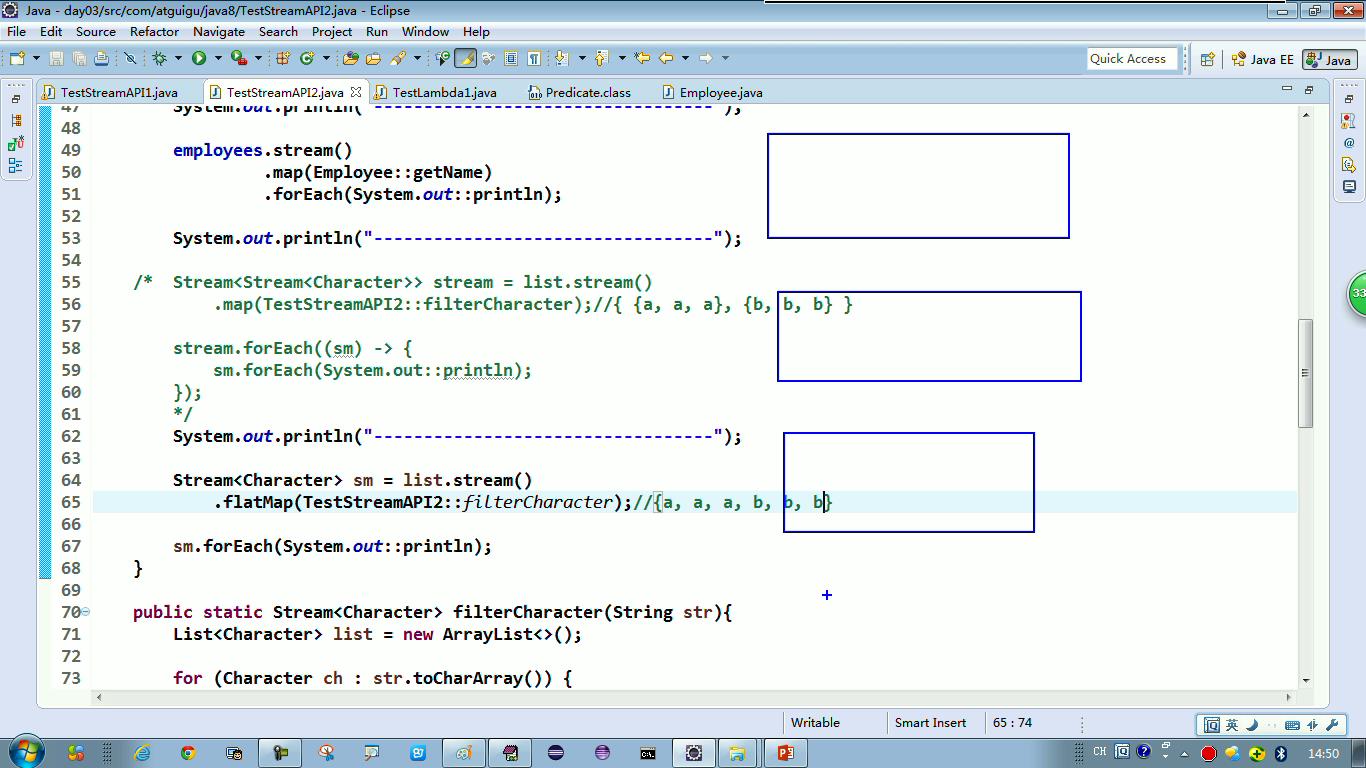 Java - day03/src/com/atguigu/java8/TestStreamAPI2.java - Eclipse
File Edit Source Refactor Navigate Search Project Run Window Help
Quick Access Java EE Java
TestStreamAPI1.java TestStreamAPI2.java TestLambda1.java Predicate.class Employee.java
47 System.out.println("----------------------------------");
48
49 employees.stream()
50 .map(Employee::getName)
51 .forEach(System.out::println);
52
53 System.out.println("----------------------------------");
54
55 /* Stream<Stream<Character>> stream = list.stream()
56 .map(TestStreamAPI2::filterCharacter);//{ {a, a, a}, {b, b, b} }
57
58 stream.forEach((sm) -> {
59 sm.forEach(System.out::println);
60 });
61 */
62 System.out.println("----------------------------------");
63
64 Stream<Character> sm = list.stream()
65 .flatMap(TestStreamAPI2::filterCharacter);//{a, a, a, b, b, b}
66
67 sm.forEach(System.out::println);
68 }
69
70 public static Stream<Character> filterCharacter(String str){
71 List<Character> list = new ArrayList<>();
72
73 for (Character ch : str.toCharArray()) {
33
Writable Smart Insert 65 : 74
英
CH 14:50